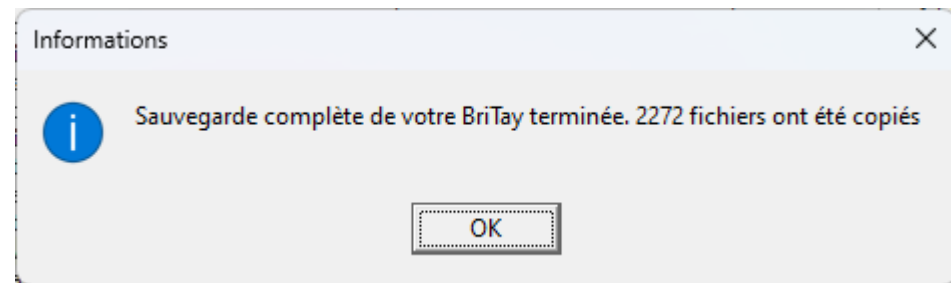 Informations
Sauvegarde complète de votre BriTay terminée. 2272 fichiers ont été copiés
OK